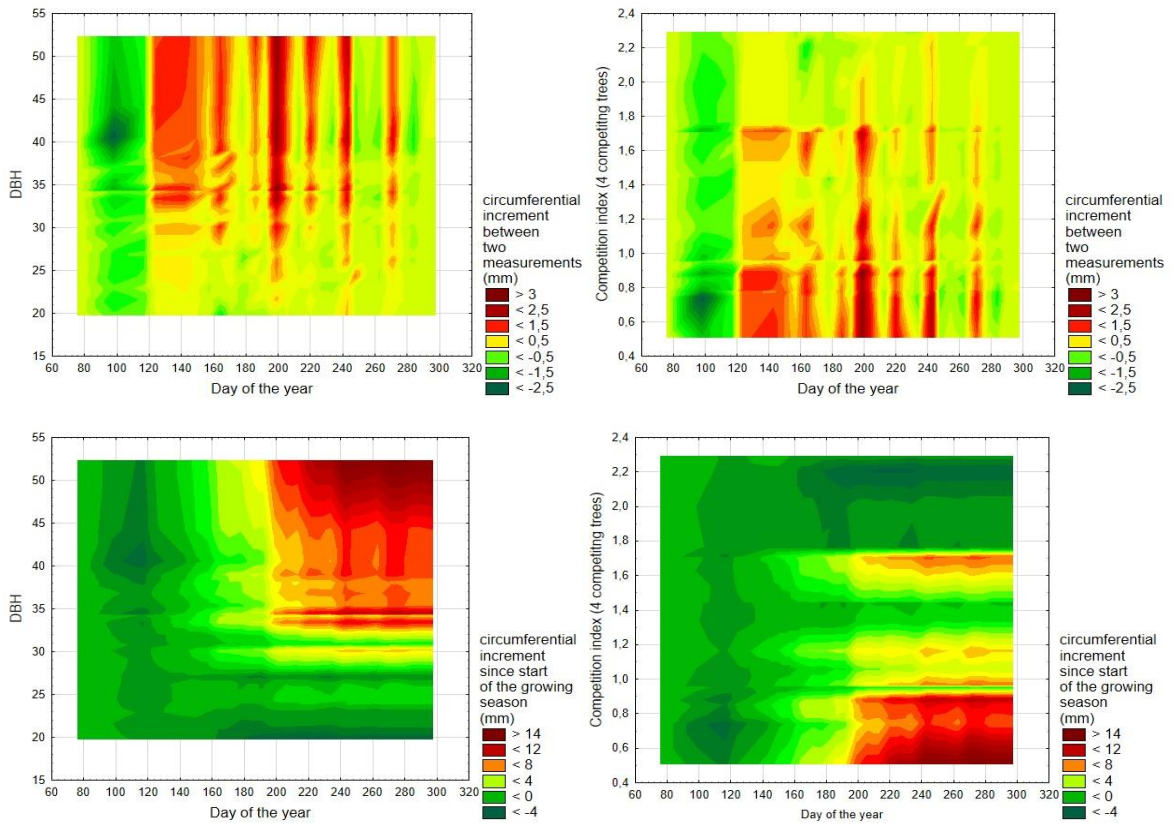 55
50
45
40
35
30
25
20
15
DBH
60 80 100 120 140 160 180 200 220 240 260 280 300 320
Day of the year
circumferential
increment
between
two
measurements
(mm)
> 3
< 2,5
< 1,5
< 0,5
< -0,5
< -1,5
< -2,5
2,4
2,2
2,0
1,8
1,6
1,4
1,2
1,0
0,8
0,6
0,4
Competition index (4 competing trees)
60 80 100 120 140 160 180 200 220 240 260 280 300 320
Day of the year
circumferential
increment
between
two
measurements
(mm)
> 3
< 2,5
< 1,5
< 0,5
< -0,5
< -1,5
< -2,5
55
50
45
40
35
30
25
20
15
DBH
60 80 100 120 140 160 180 200 220 240 260 280 300 320
Day of the year
circumferential
increment
since start
of the growing
season
(mm)
> 14
< 12
< 8
< 4
< 0
< -4
2,4
2,2
2,0
1,8
1,6
1,4
1,2
1,0
0,8
0,6
0,4
Competition index (4 competitng trees)
60 80 100 120 140 160 180 200 220 240 260 280 300 320
Day of the year
circumferential
increment
since start
of the growing
season
(mm)
> 14
< 12
< 8
< 4
< 0
< -4